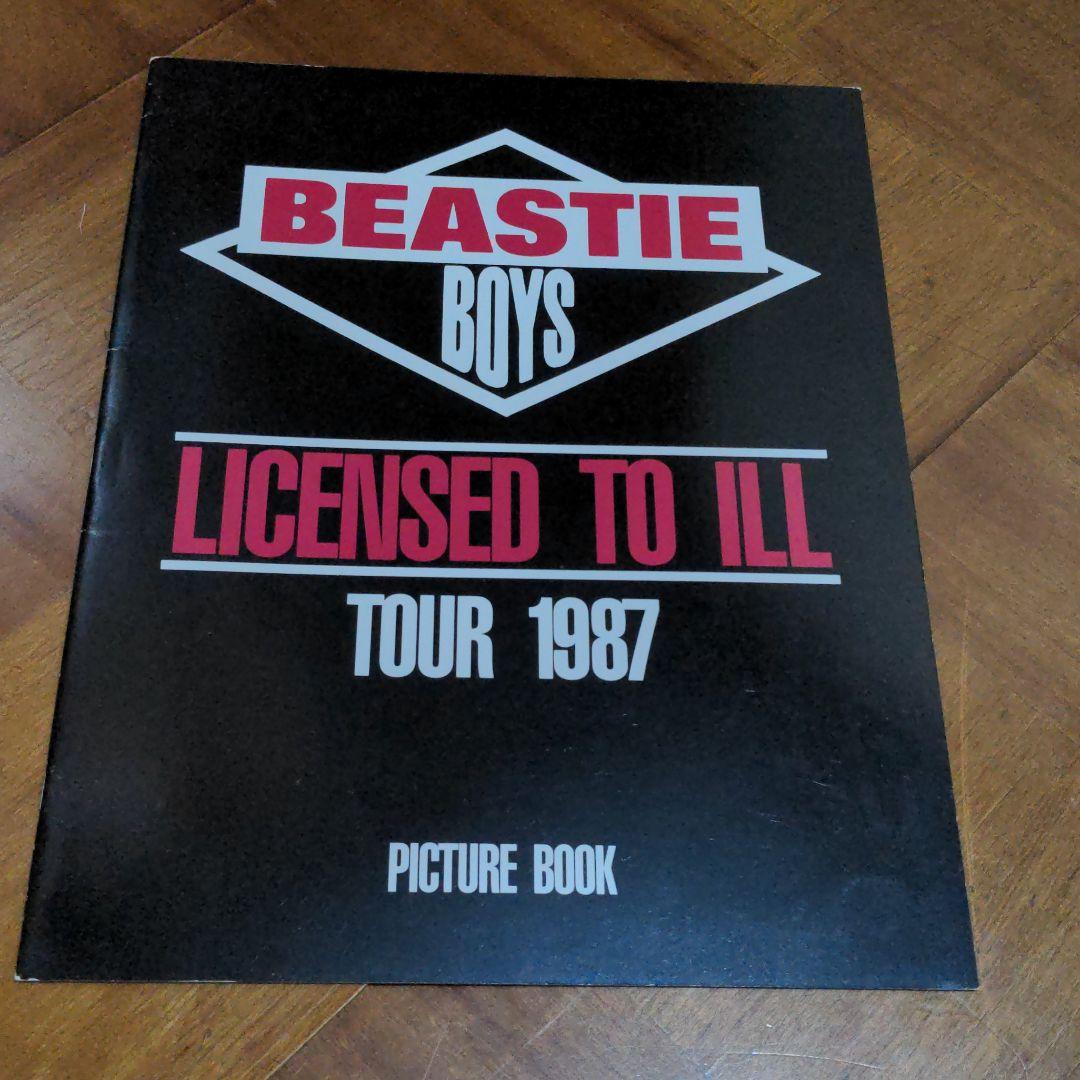 BEASTIE
BOYS
LICENSED TO ILL
TOUR 1987
PICTURE BOOK